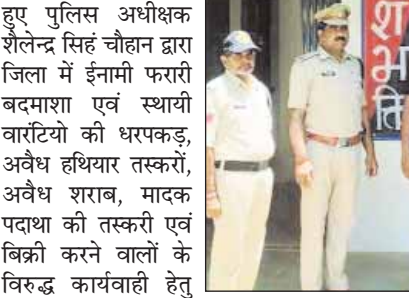 हुए पुलिस अधीक्षक
शैलेन्द्र सिहं चौहान द्वारा
जिला में ईनामी फरारी
बदमाशा एवं स्थायी
वारंटियो की धरपकड़,
अवैध हथियार तस्करों,
अवैध शराब, मादक
पदाथा की तस्करी एवं
बिक्री करने वालों के
विरुद्ध कार्यवाही हेतु